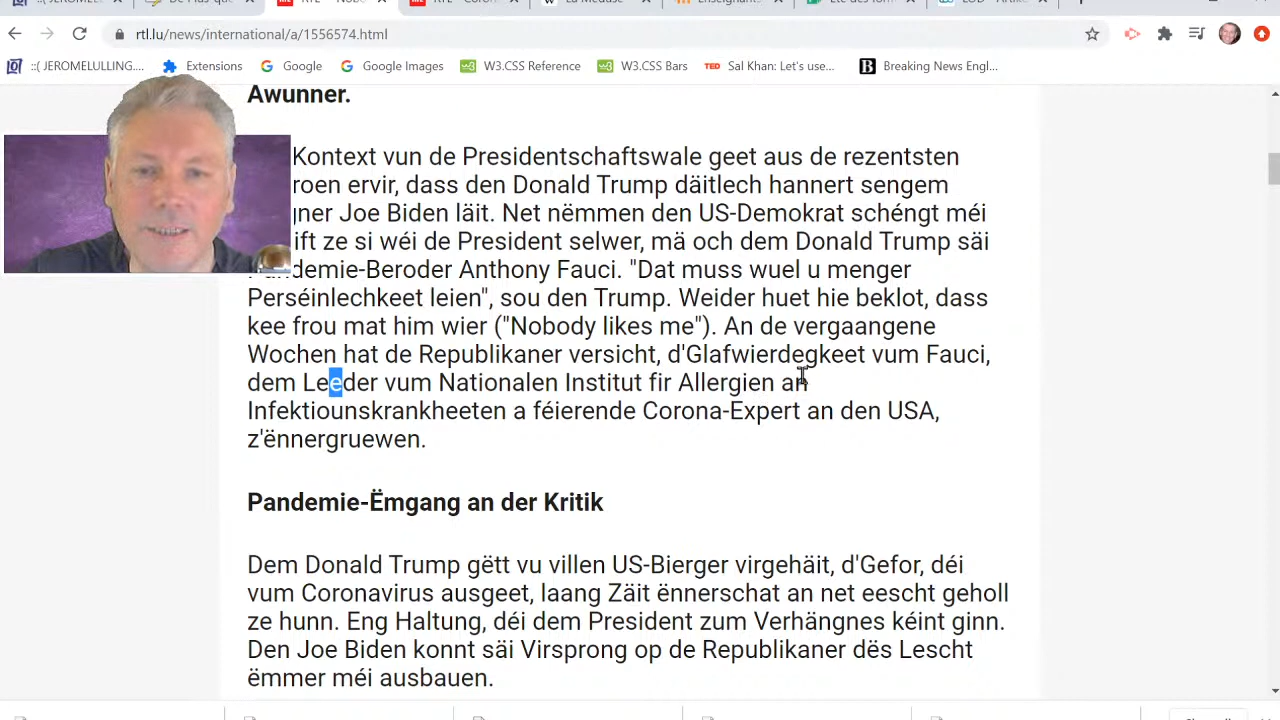 rtl.lu/news/international/a/1556574.html
::( JEROMELULLING.... Extensions Google Google Images W3.CSS Reference W3.CSS Bars TED Sal Khan: Let's use... B Breaking News Engl...
Awunner.
Kontext vun de Presidentschaftswale geet aus de rezentsten
roen ervir, dass den Donald Trump däitlech hannert sengem
gner Joe Biden läit. Net nëmmen den US-Demokrat schéngt méi
ift ze si wéi de President selwer, mä och dem Donald Trump säi
Pandemie-Beroder Anthony Fauci. "Dat muss wuel u menger
Perséinlechkeet leien", sou den Trump. Weider huet hie beklot, dass
kee frou mat him wier ("Nobody likes me"). An de vergaangene
Wochen hat de Republikaner versicht, d'Glafwierdegkeet vum Fauci,
dem Leeder vum Nationalen Institut fir Allergien an
Infektiounskrankheeten a féierende Corona-Expert an den USA,
z'ënnergruewen.
Pandemie-Ëmgang an der Kritik
Dem Donald Trump gëtt vu villen US-Bierger virgehäit, d'Gefor, déi
vum Coronavirus ausgeet, laang Zäit ënnerschat an net eescht geholl
ze hunn. Eng Haltung, déi dem President zum Verhängnes kéint ginn.
Den Joe Biden konnt säi Virsprong op de Republikaner dës Lescht
ëmmer méi ausbauen.